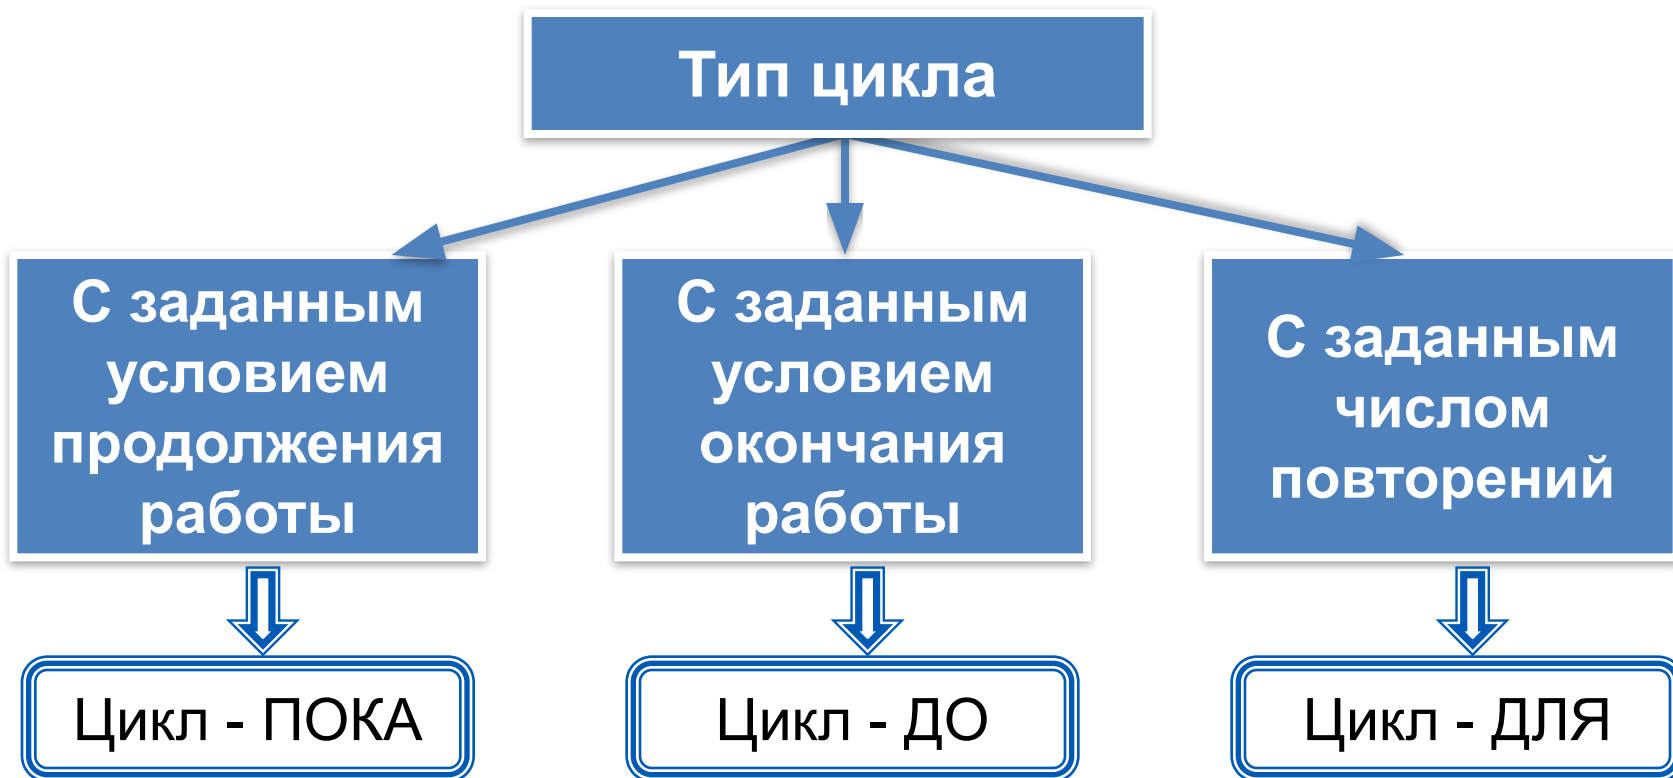 Тип цикла
С заданным
условием
продолжения
работы
С заданным
условием
окончания
работы
С заданным
числом
повторений
Цикл - ПОКА
Цикл - ДО
Цикл - ДЛЯ